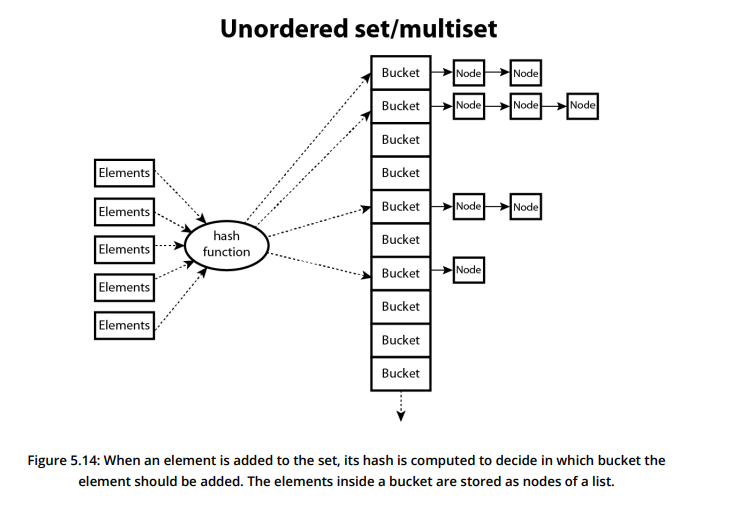 Unordered set/multiset
Bucket
Node
Node
Bucket
Node
Node
Node
Bucket
Elements
Bucket
Elements
Bucket
Node
Node
hash
function
Elements
Bucket
Bucket
Node
Elements
Bucket
Elements
Bucket
Bucket
Figure 5.14: When an element is added to the set, its hash is computed to decide in which bucket the
element should be added. The elements inside a bucket are stored as nodes of a list.